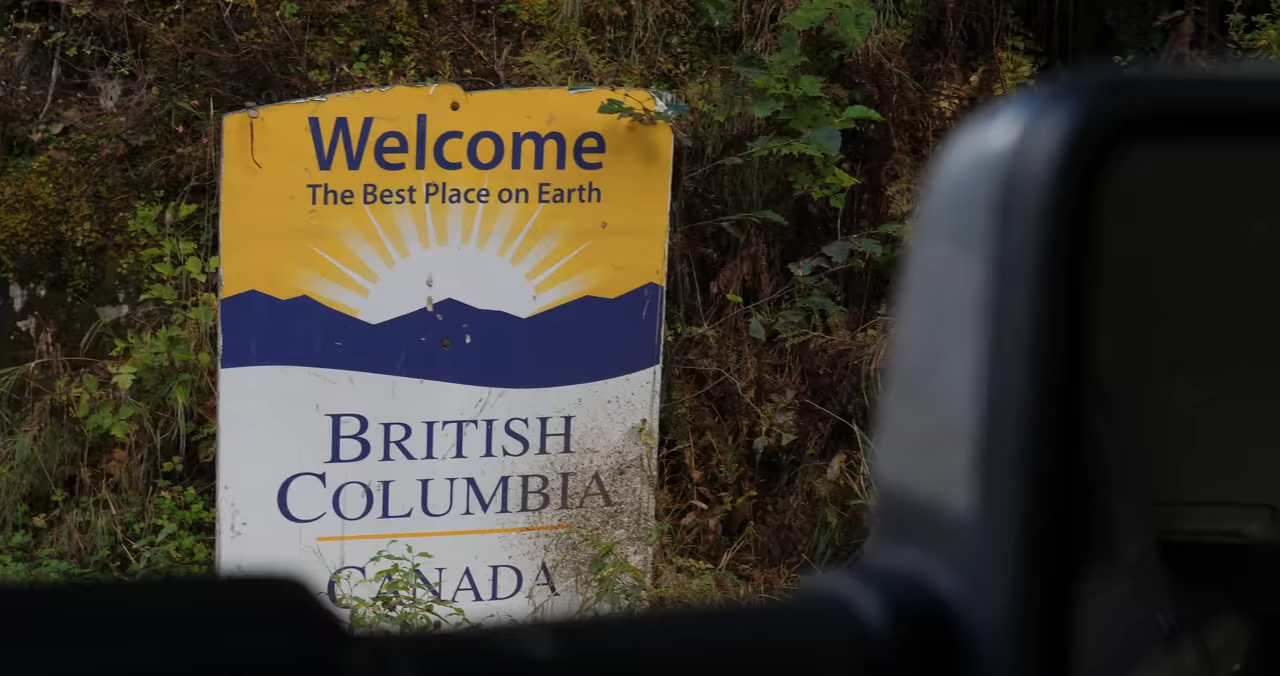 Welcome
The Best Place on Earth
BRITISH
COLUMBIA
CANADA